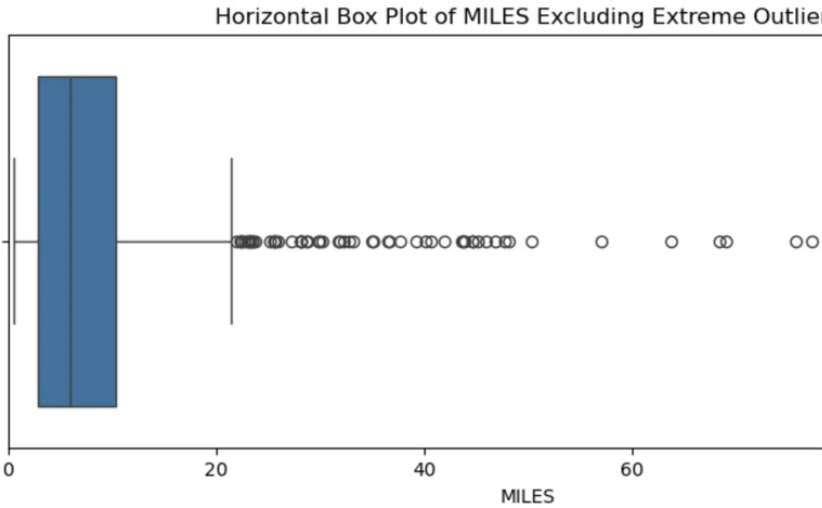 Horizontal Box Plot of MILES Excluding Extreme Outlie
0 20 40 60
MILES